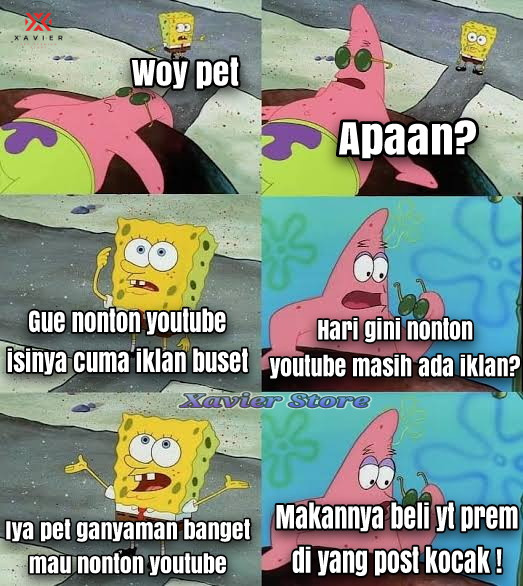 XAVIER
Woy pet
Apaan?
Gue nonton youtube
isinya cuma iklan buset
Hari gini nonton
youtube masih ada iklan?
Xavier Store
Iya pet ganyaman banget
mau nonton youtube
Makannya beli yt prem
di yang post kocak !